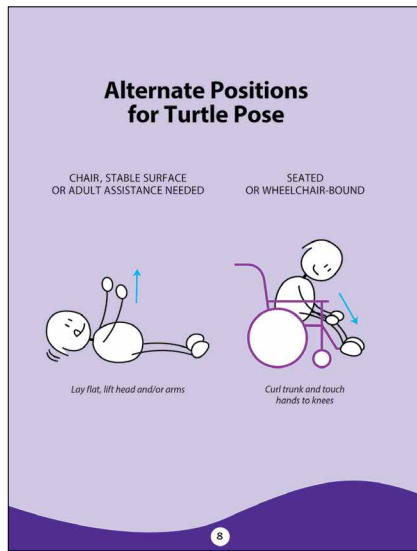 Alternate Positions
for Turtle Pose
CHAIR, STABLE SURFACE
OR ADULT ASSISTANCE NEEDED
SEATED
OR WHEELCHAIR-BOUND
Lay flat, lift head and/or arms
Curl trunk and touch
hands to knees
8